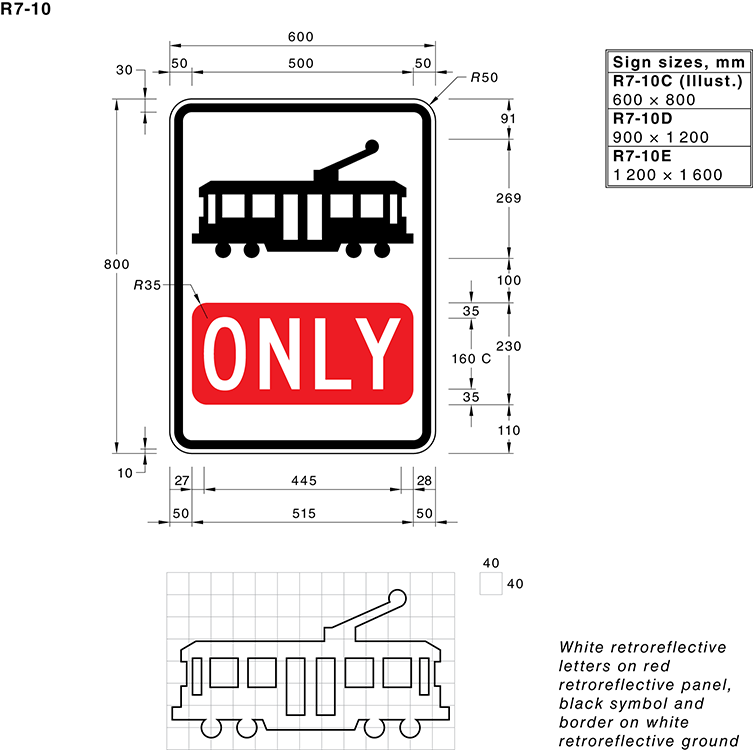 R7-10
600
50 500 50
30
R50
Sign sizes, mm
R7-10C (Illust.)
600 × 800
R7-10D
900 × 1 200
R7-10E
1 200 × 1 600
91
269
800
100
R35
35
ONLY
230
160 C
35
110
10
27 445 28
50 515 50
40
40
White retroreflective
letters on red
retroreflective panel,
black symbol and
border on white
retroreflective ground